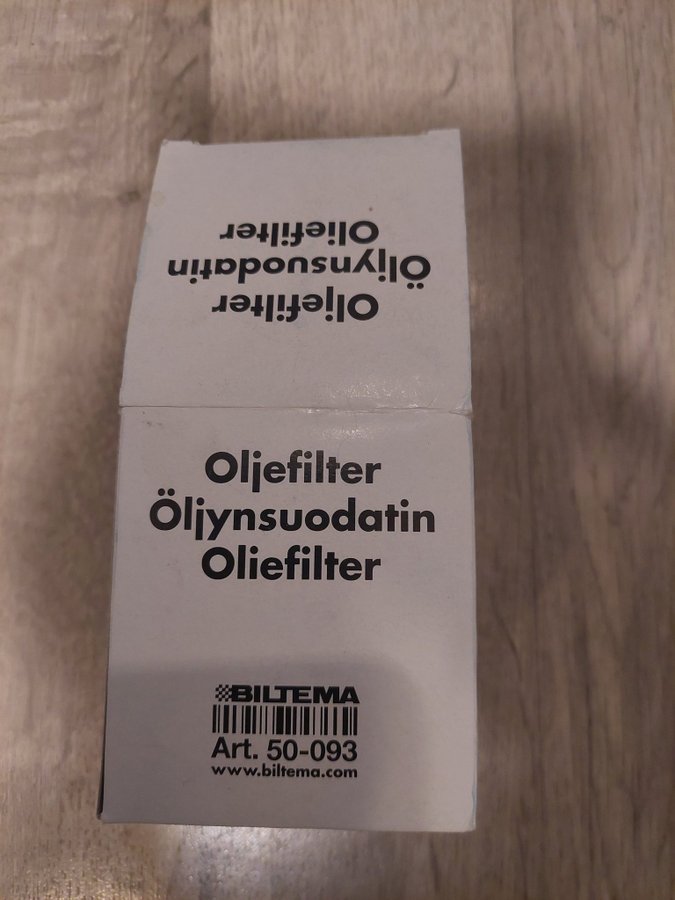 Oliefilter
Öljynsuodatin
Oljefilter
Oljefilter
Öljynsuodatin
Oliefilter
BILTEMA
Art. 50-093
www.biltema.com